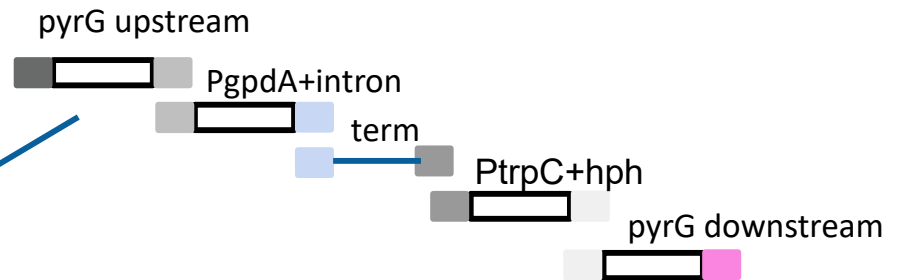 pyrG upstream
PgpdA+intron
term
PtrpC+hph
pyrG downstream